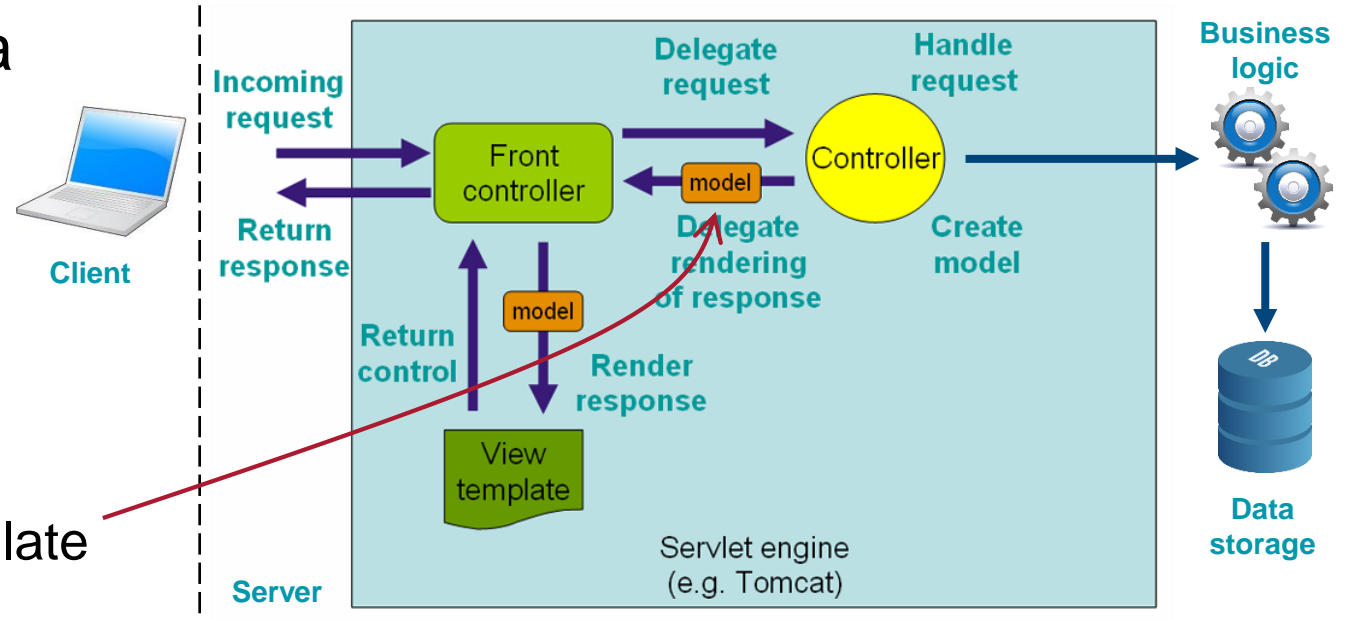 a
Incoming
request
Return
response
Client
Front
controller
Delegate
request
Handle
request
Controller
model
Delegate
rendering
of response
Create
model
Business
logic
model
Return
control
Render
response
View
template
DB
Data
storage
late
Servlet engine
(e.g. Tomcat)
Server